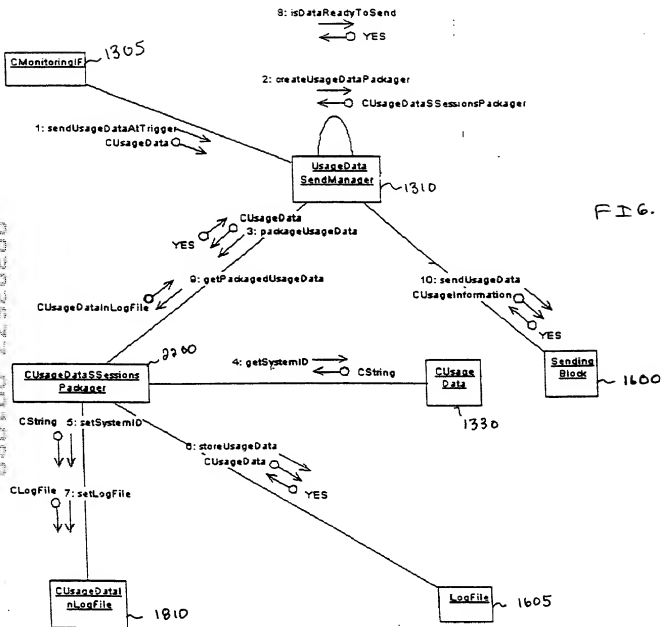 8: isDataReadyToSend
YES
1305
CMonitoringIF
2: createUsageDataPackager
CUsageDataSSessionsPackager
1: sendUsageDataAtTrigger
CUsageData
UsageData
SendManager
1310
FIG.
CUsageData
YES
3: packageUsageData
9: getPackagedUsageData
CUsageDataInLogFile
10: sendUsageData
CUsageInformation
YES
2200
CUsageDataSSessions
Packager
4: getSystemID
CString
CUsage
Data
1330
Sending
Block
1600
CString
5: setSystemID
6: storeUsageData
CUsageData
YES
CLogFile
7: setLogFile
CUsageDataI
nLogFile
1810
LogFile
1605